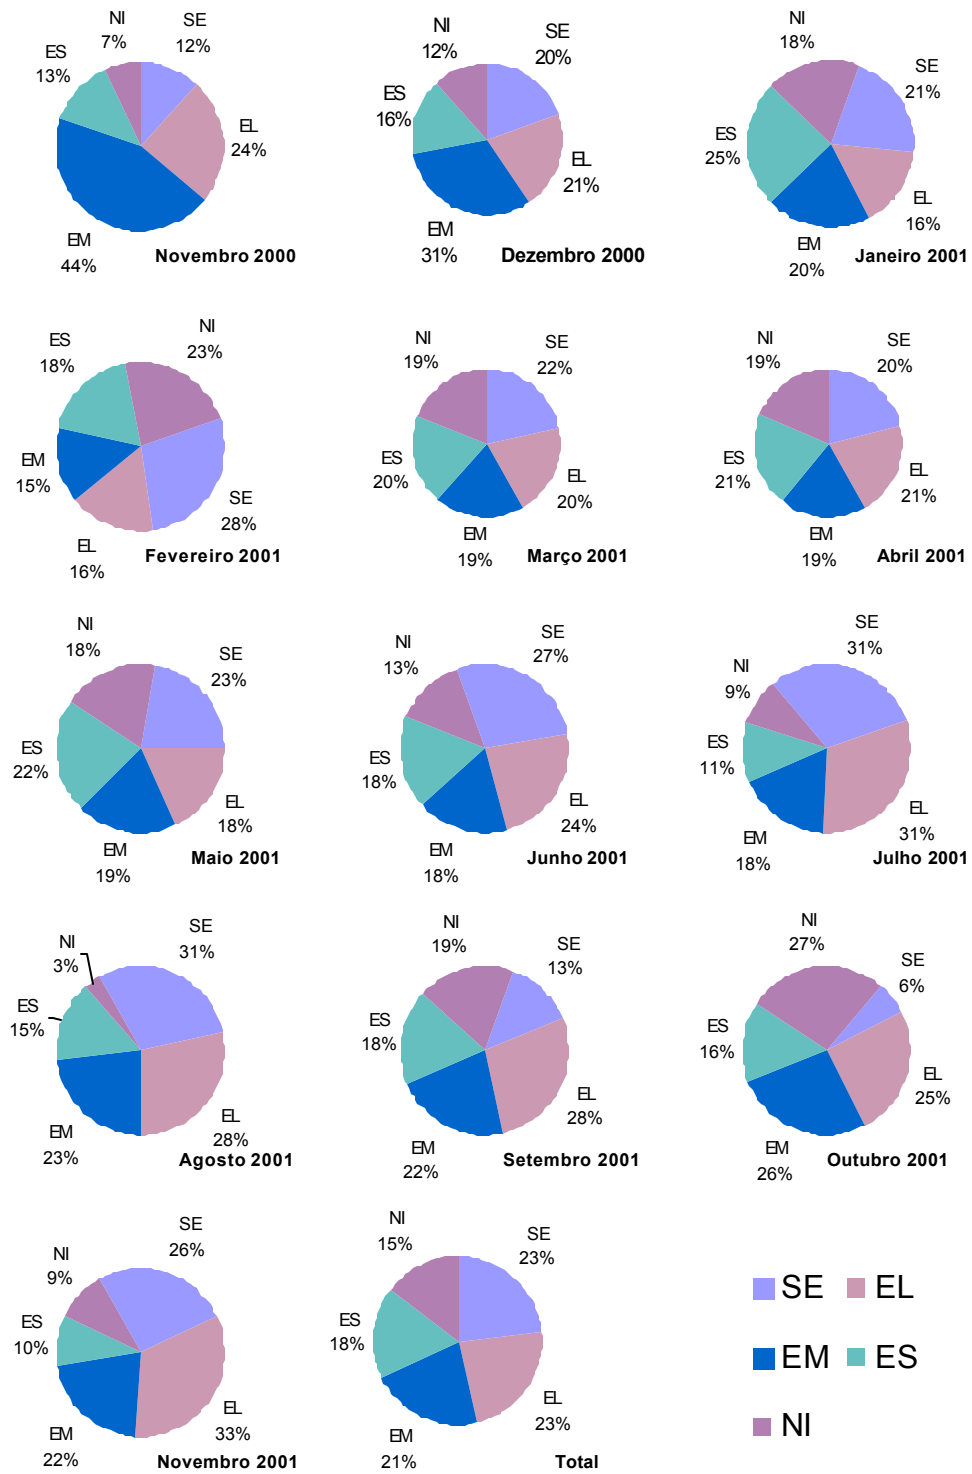 NI
7%
SE
12%
ES
13%
EL
24%
EM
44%
Novembro 2000
NI
12%
SE
20%
ES
16%
EL
21%
EM
31%
Dezembro 2000
NI
18%
SE
21%
ES
25%
EL
16%
EM
20%
Janeiro 2001
ES
18%
NI
23%
EM
15%
SE
28%
EL
16%
Fevereiro 2001
NI
19%
SE
22%
ES
20%
EL
20%
EM
19%
Março 2001
NI
19%
SE
20%
ES
21%
EL
21%
EM
19%
Abril 2001
NI
18%
SE
23%
ES
22%
EL
18%
EM
19%
Maio 2001
NI
13%
SE
27%
ES
18%
EL
24%
EM
18%
Junho 2001
SE
31%
NI
9%
ES
11%
EL
31%
EM
18%
Julho 2001
NI
3%
SE
31%
ES
15%
EL
28%
EM
23%
Agosto 2001
NI
19%
SE
13%
ES
18%
EL
28%
EM
22%
Setembro 2001
NI
27%
SE
6%
ES
16%
EL
25%
EM
26%
Outubro 2001
SE
26%
NI
9%
ES
10%
EL
33%
EM
22%
Novembro 2001
NI
15%
SE
23%
ES
18%
EL
23%
EM
21%
Total
SE EL
EM ES
NI